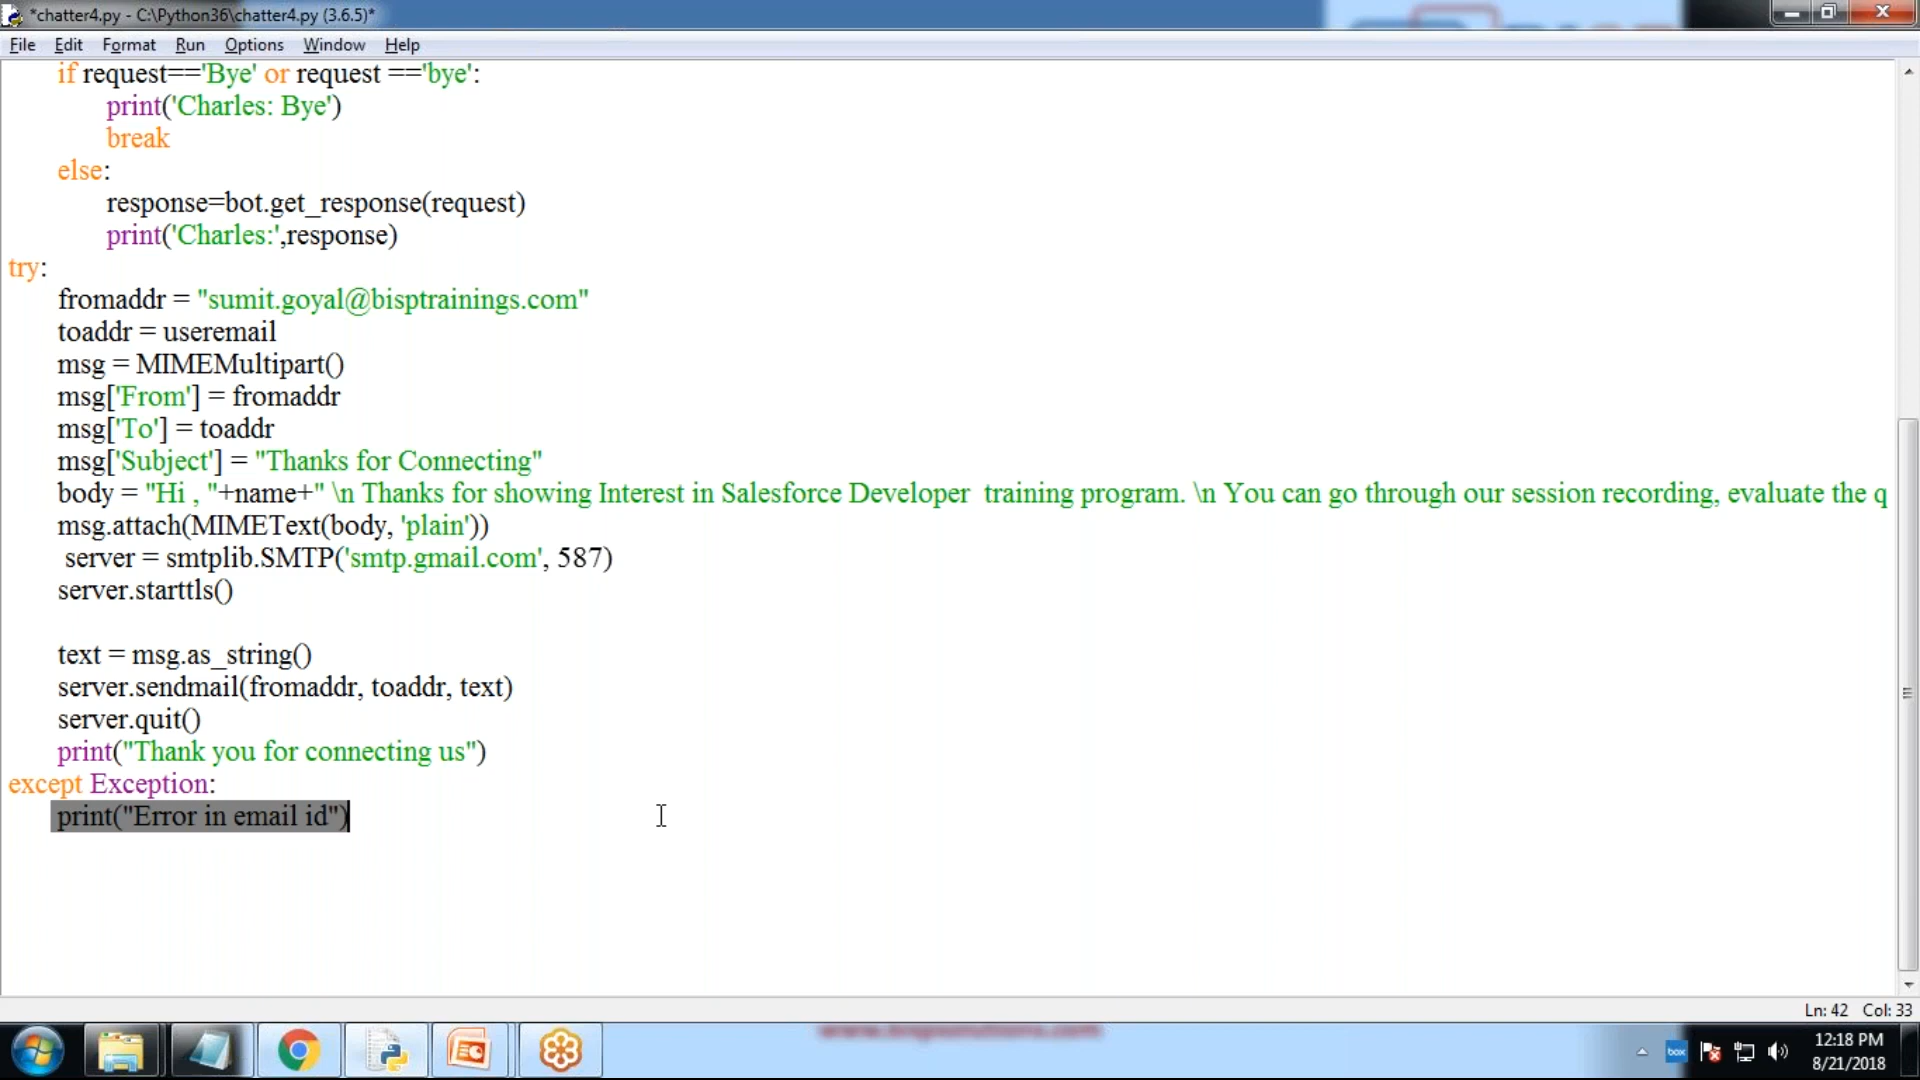 *chatter4.py - C:\Python36\chatter4.py (3.6.5)*
File Edit Format Run Options Window Help
if request=='Bye' or request =='bye':
print('Charles: Bye')
break
else:
response=bot.get_response(request)
print('Charles:',response)
try:
fromaddr = "sumit.goyal@bisptrainings.com"
toaddr = useremail
msg = MIMEMultipart()
msg['From'] = fromaddr
msg['To'] = toaddr
msg['Subject'] = "Thanks for Connecting"
body = "Hi , "+name+" \n Thanks for showing Interest in Salesforce Developer  training program. \n You can go through our session recording, evaluate the q
msg.attach(MIMEText(body, 'plain'))
server = smtplib.SMTP('smtp.gmail.com', 587)
server.starttls()
text = msg.as_string()
server.sendmail(fromaddr, toaddr, text)
server.quit()
print("Thank you for connecting us")
except Exception:
print("Error in email id")
Ln: 42 Col: 33
box
12:18 PM
8/21/2018